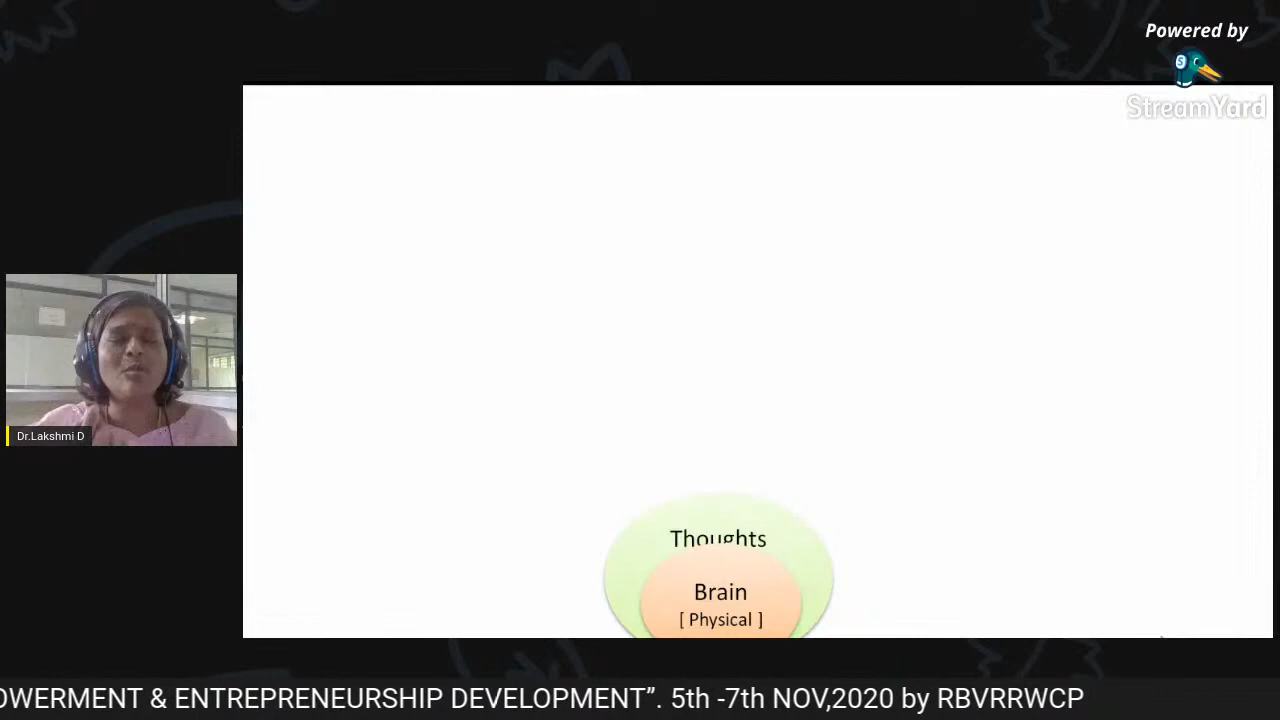 Powered by
StreamYard
Thoughts
Brain
[ Physical ]
Dr.Lakshmi D
OWERMENT & ENTREPRENEURSHIP DEVELOPMENT”. 5th -7th NOV,2020 by RBVRRWCP